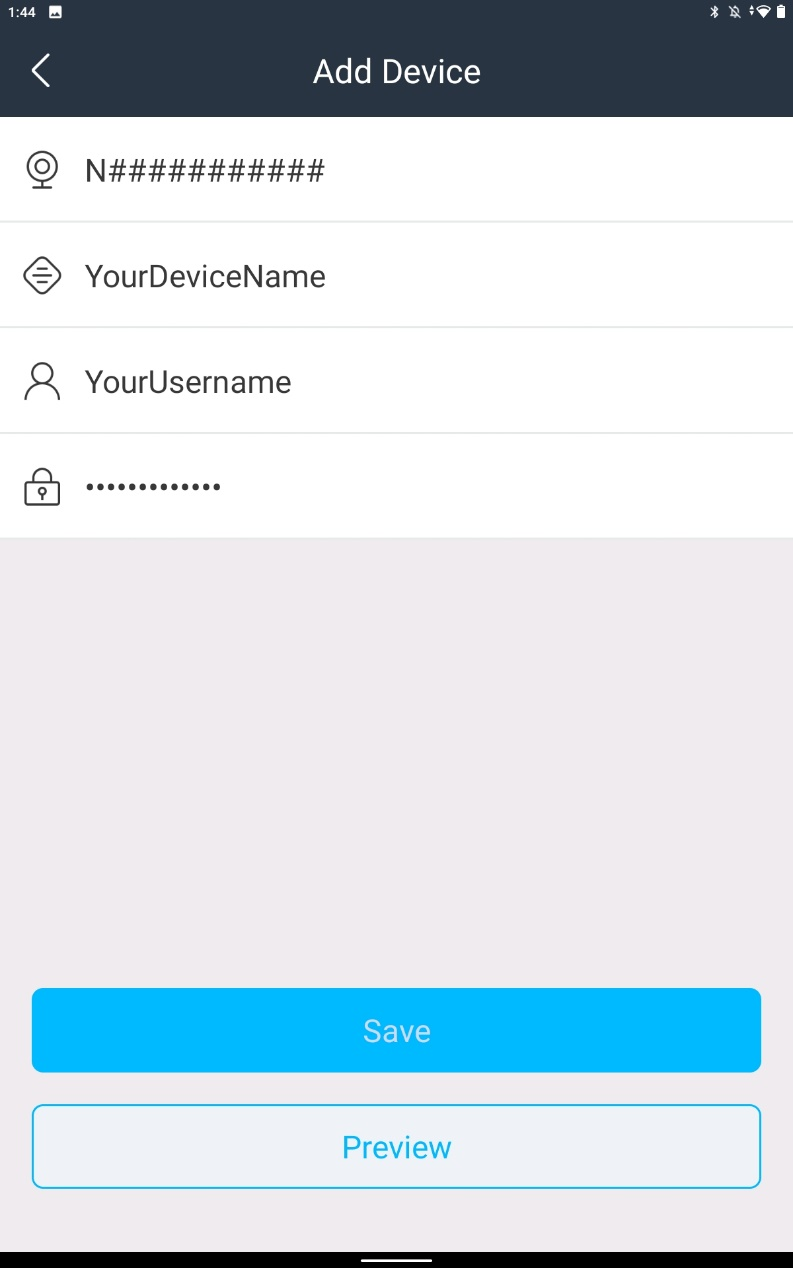 1:44
Add Device
N###########
YourDeviceName
YourUsername
•••••••••••••
Save
Preview